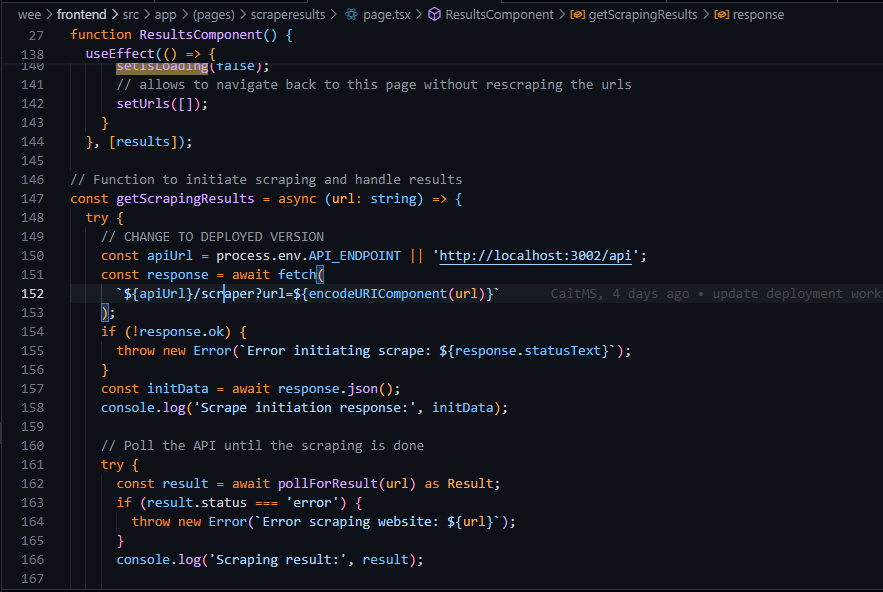 wee > frontend > src > app > (pages) > scraperesults > page.tsx > ResultsComponent > getScrapingResults > response
27 function ResultsComponent() {
138 useEffect(() => {
140 setIsLoading(false);
141 // allows to navigate back to this page without rescraping the urls
142 setUrls([]);
143 }
144 }, [results]);
145
146 // Function to initiate scraping and handle results
147 const getScrapingResults = async (url: string) => {
148 try {
149 // CHANGE TO DEPLOYED VERSION
150 const apiUrl = process.env.API_ENDPOINT || 'http://localhost:3002/api';
151 const response = await fetch(
152 `${apiUrl}/scraper?url=${encodeURIComponent(url)}` CaitMS, 4 days ago • update deployment work
153 );
154 if (!response.ok) {
155 throw new Error(`Error initiating scrape: ${response.statusText}`);
156 }
157 const initData = await response.json();
158 console.log('Scrape initiation response:', initData);
159
160 // Poll the API until the scraping is done
161 try {
162 const result = await pollForResult(url) as Result;
163 if (result.status === 'error') {
164 throw new Error(`Error scraping website: ${url}`);
165 }
166 console.log('Scraping result:', result);
167